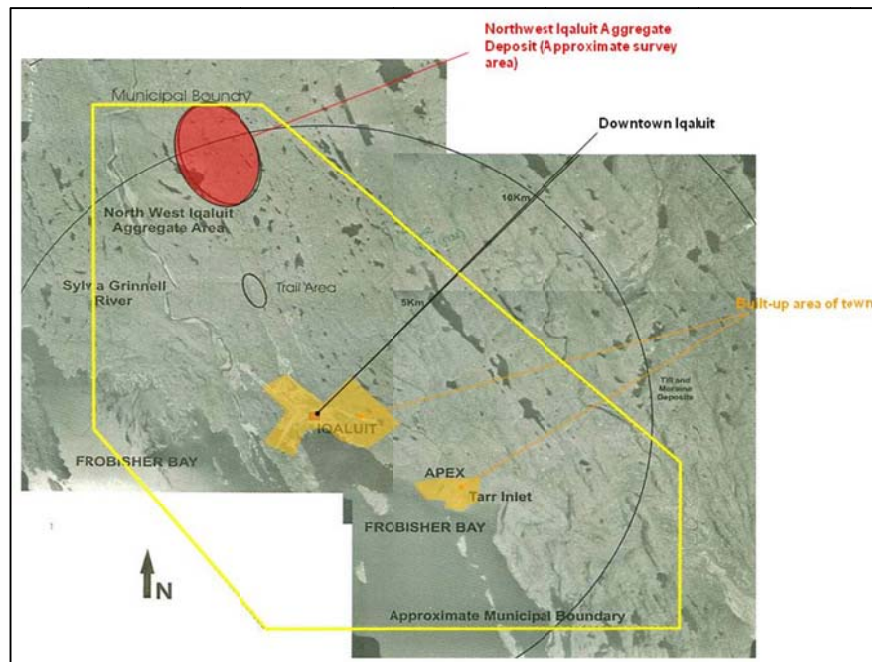 Northwest Iqaluit Aggregate
Deposit (Approximate survey
area)
Municipal Boundy
Downtown Iqaluit
10Km
North West Iqaluit
Aggregate Area
Sylvia Grinnell
River
Trail Area
5Km
Built-up area of town
Till and
Moraine
Deposits
IQALUIT
FROBISHER BAY
APEX
Tarr Inlet
FROBISHER BAY
N
Approximate Municipal Boundary